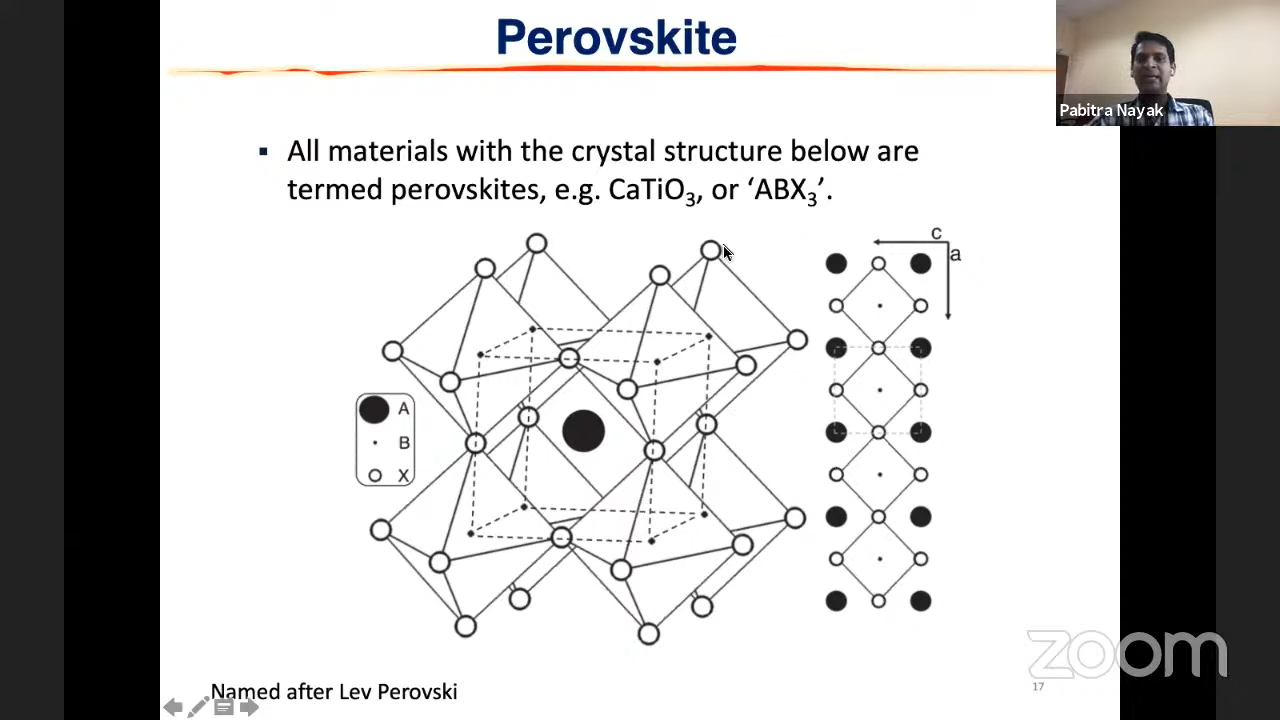 Perovskite
Pabitra Nayak
▪ All materials with the crystal structure below are
termed perovskites, e.g. CaTiO₃, or ‘ABX₃’.
c
a
A
B
X
zoom
17
Named after Lev Perovski